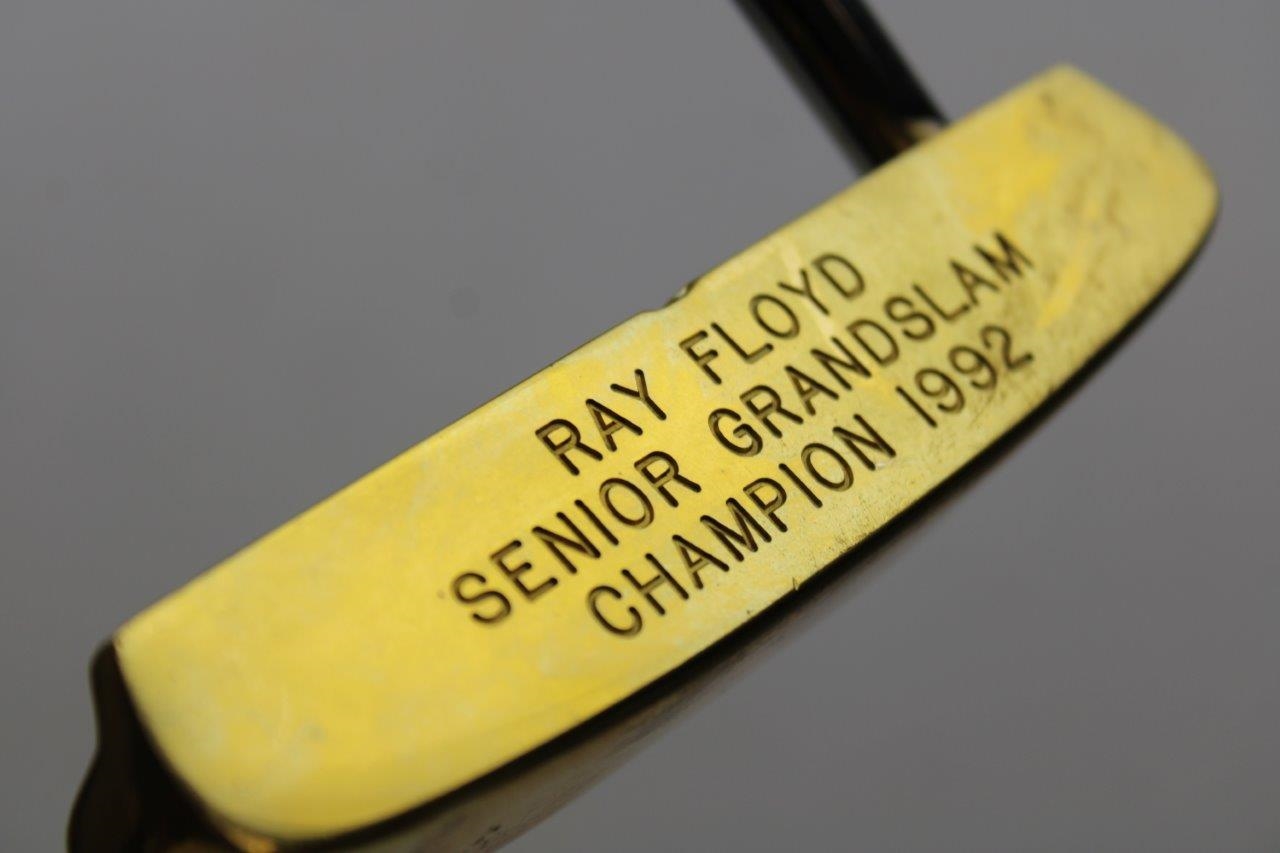 RAY FLOYD
SENIOR GRANDSLAM
CHAMPION 1992